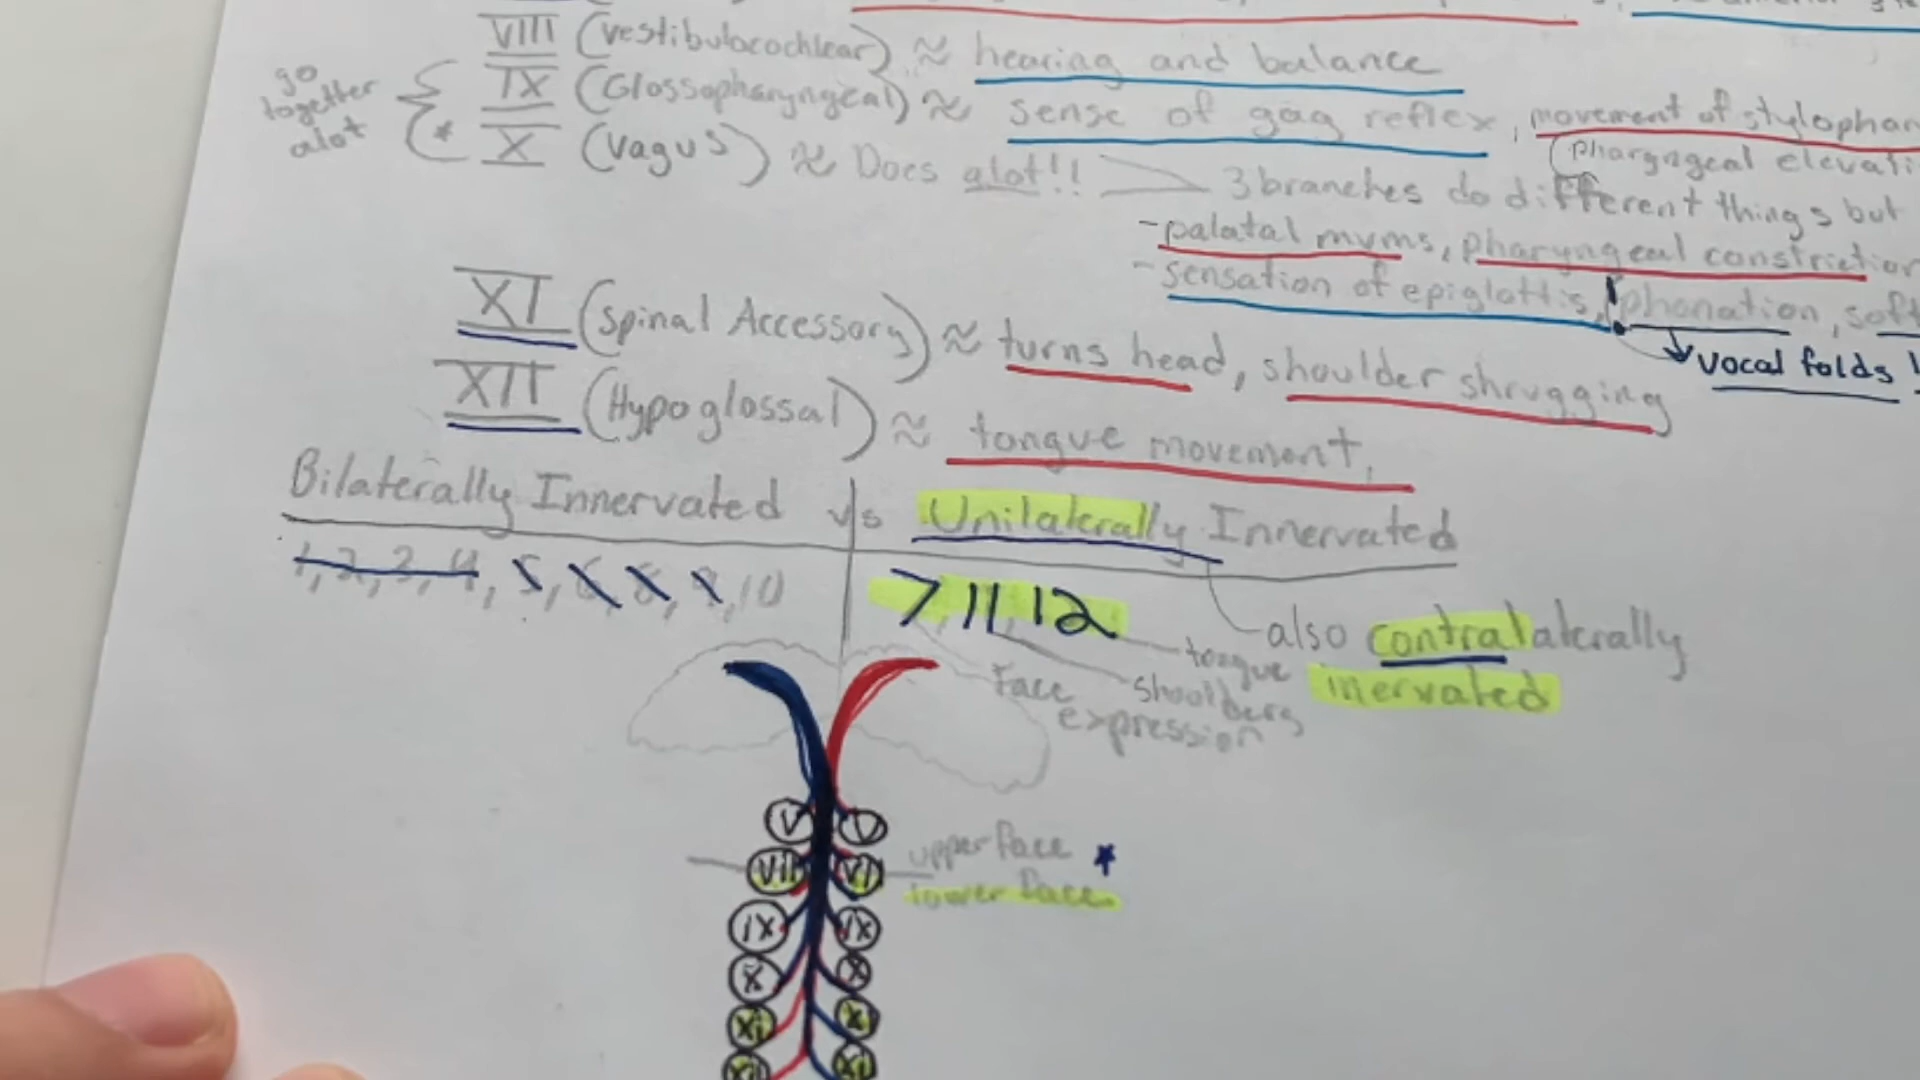 VIII (vestibulocochlear) ≈ hearing and balance
go together alot
IX (Glossopharyngeal) ≈ sense of gag reflex, movement of stylophar
(pharyngeal elevati
* X (vagus) ≈ Does alot!! 3 branches do different things but
- palatal mvms, pharyngeal constriction
- sensation of epiglottis, phonation, soft
vocal folds !
XI (Spinal Accessory) ≈ turns head, shoulder shrugging
XII (Hypoglossal) ≈ tongue movement,
Bilaterally Innervated v/s Unilaterally Innervated
1, 2, 3, 4, 5, 6, 8, 9, 10
7, 11, 12
also contralaterally
inervated
tongue
shoulders
Face expression
V V
VII VI
upper face *
lower face
IX IX
X X
XI X
XII XI